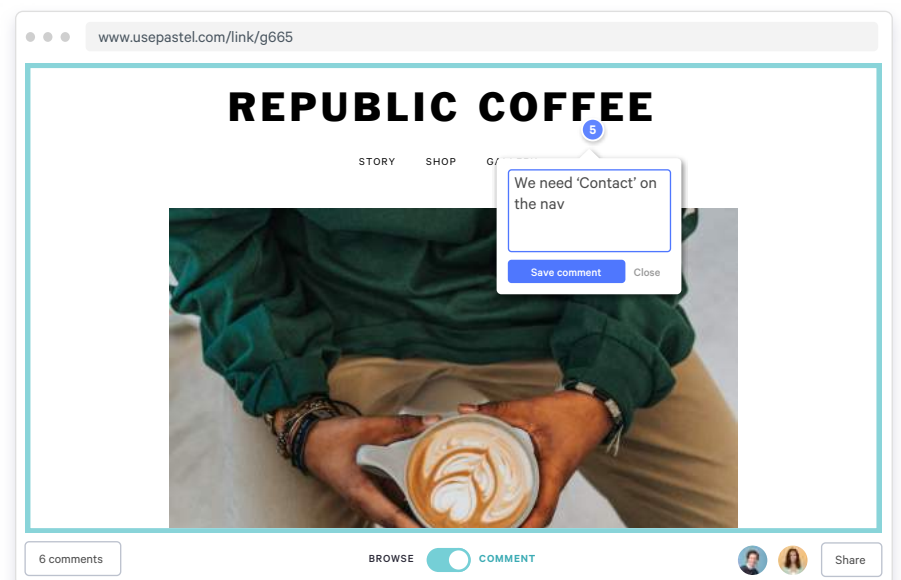 www.usepastel.com/link/g665
REPUBLIC COFFEE
5
STORY SHOP
We need ‘Contact’ on
the nav
Save comment Close
6 comments BROWSE COMMENT Share